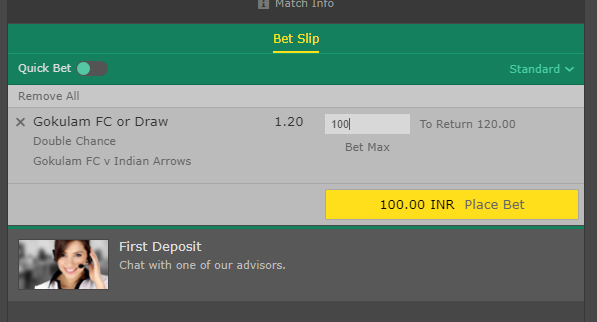 Match Info
Bet Slip
Quick Bet
Standard
Remove All
Gokulam FC or Draw 1.20 100 To Return 120.00
Double Chance Bet Max
Gokulam FC v Indian Arrows
100.00 INR Place Bet
First Deposit
Chat with one of our advisors.